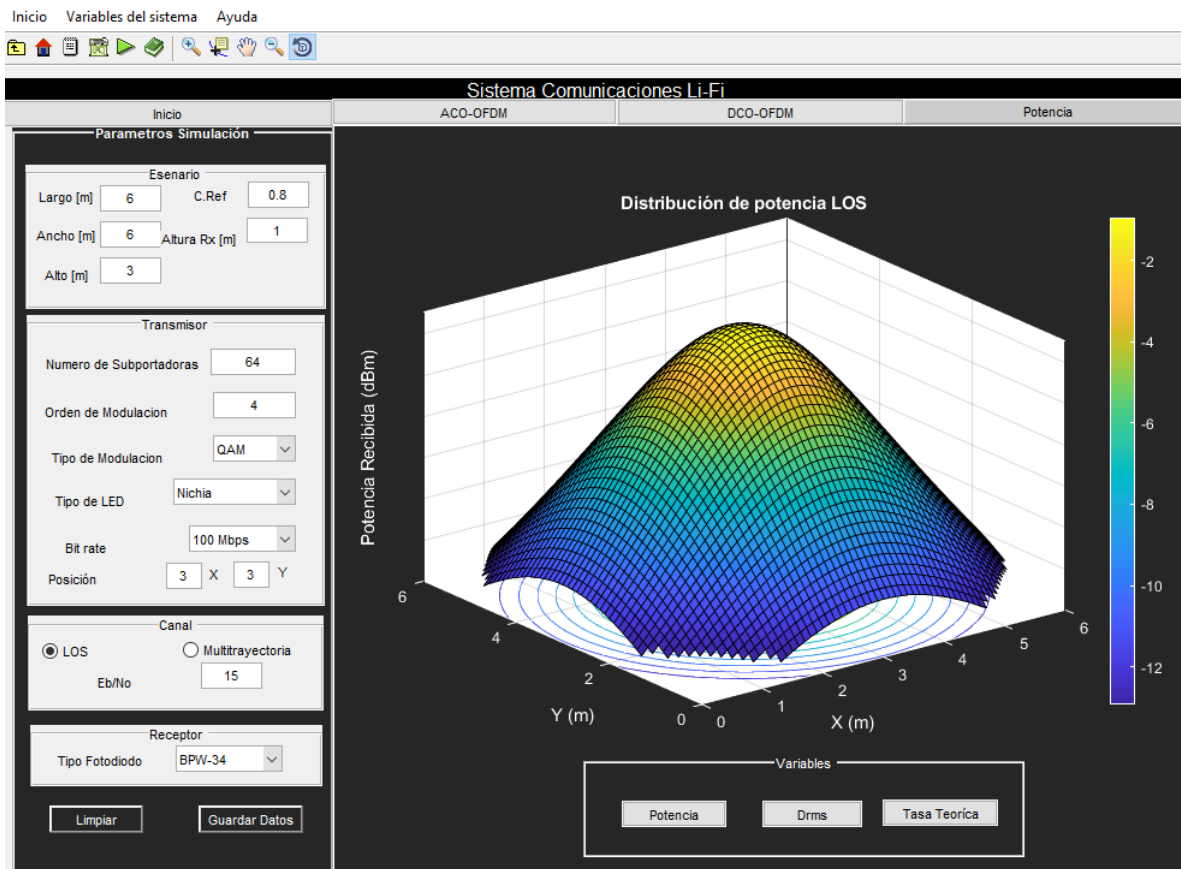 Inicio Variables del sistema Ayuda
Sistema Comunicaciones Li-Fi
Inicio ACO-OFDM DCO-OFDM Potencia
Parametros Simulación
Esenario
Largo [m] 6 C.Ref 0.8
Ancho [m] 6 Altura Rx [m] 1
Alto [m] 3
Transmisor
Numero de Subportadoras 64
Orden de Modulacion 4
Tipo de Modulacion QAM
Tipo de LED Nichia
Bit rate 100 Mbps
Posición 3 X 3 Y
Canal
LOS Multitrayectoria
Eb/No 15
Receptor
Tipo Fotodiodo BPW-34
Limpiar Guardar Datos
Distribución de potencia LOS
Potencia Recibida (dBm)
6
4
2
0
Y (m)
0
1
2
3
4
5
6
X (m)
-2
-4
-6
-8
-10
-12
Variables
Potencia Drms Tasa Teoríca